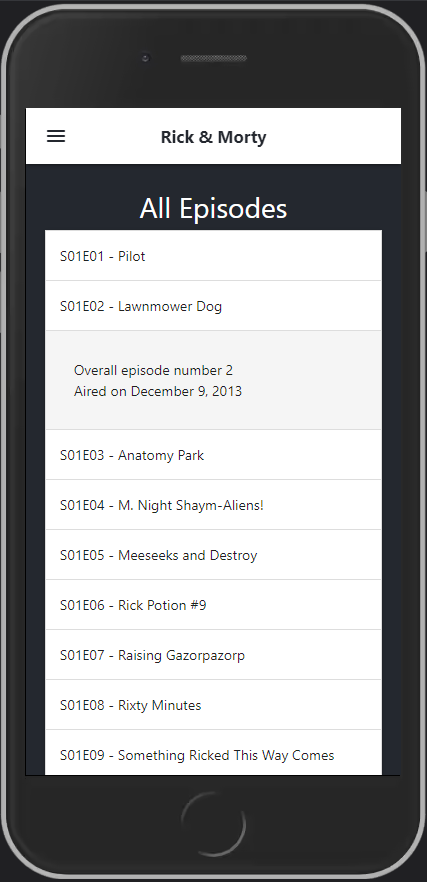 Rick & Morty
All Episodes
S01E01 - Pilot
S01E02 - Lawnmower Dog
Overall episode number 2
Aired on December 9, 2013
S01E03 - Anatomy Park
S01E04 - M. Night Shaym-Aliens!
S01E05 - Meeseeks and Destroy
S01E06 - Rick Potion #9
S01E07 - Raising Gazorpazorp
S01E08 - Rixty Minutes
S01E09 - Something Ricked This Way Comes